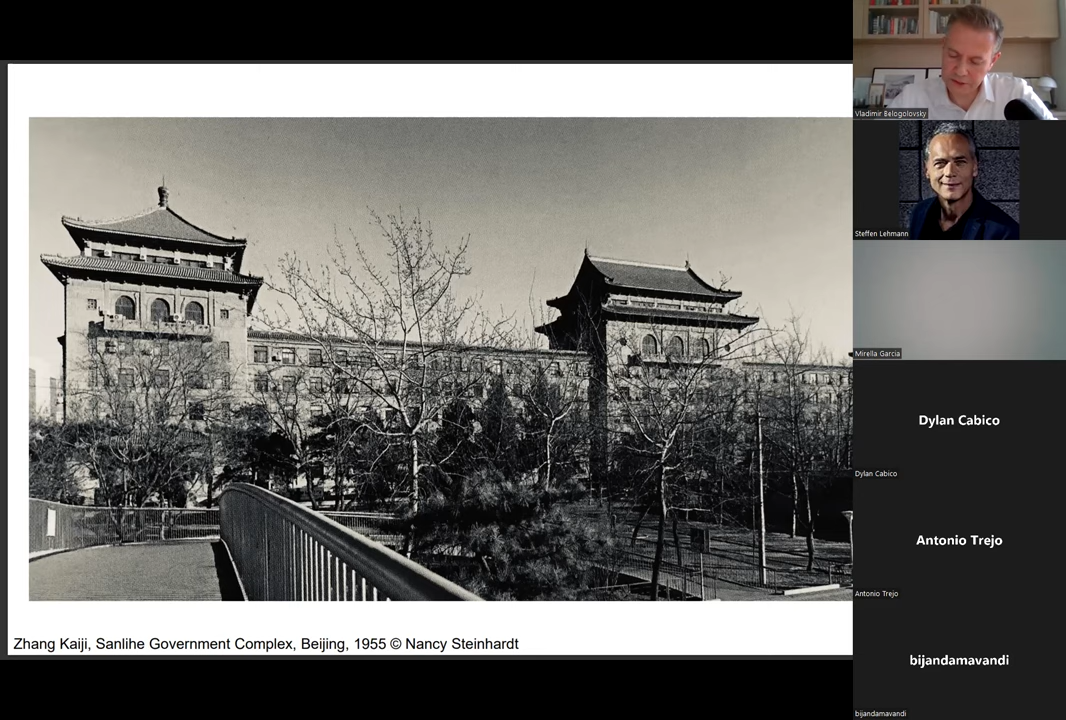 Zhang Kaiji, Sanlihe Government Complex, Beijing, 1955 © Nancy Steinhardt
Vladimir Belogolovsky
Steffen Lehmann
Mirella Garcia
Dylan Cabico
Dylan Cabico
Antonio Trejo
Antonio Trejo
bijandamavandi
bijandamavandi